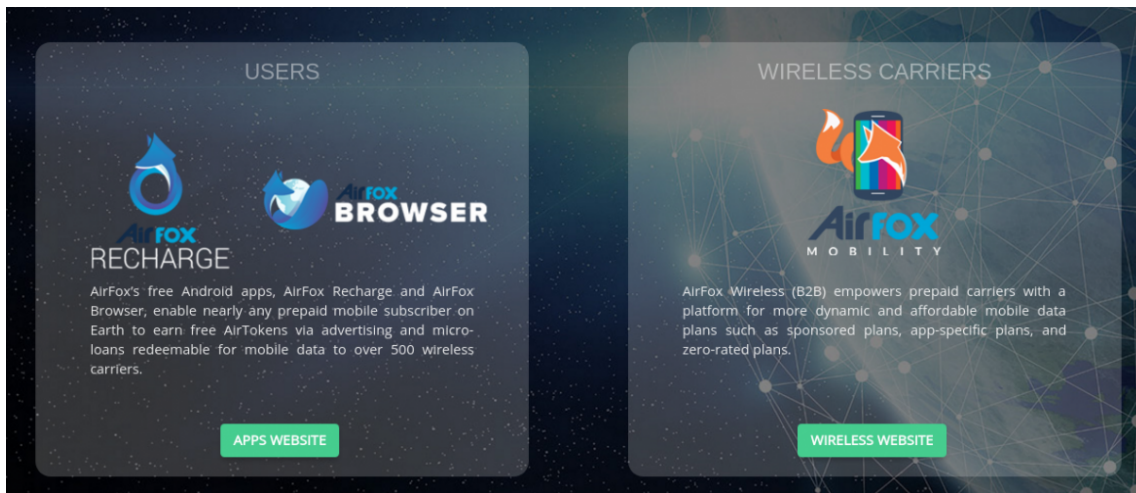 USERS
AirFox
RECHARGE
AirFox
BROWSER
AirFox's free Android apps, AirFox Recharge and AirFox
Browser, enable nearly any prepaid mobile subscriber on
Earth to earn free AirTokens via advertising and micro-
loans redeemable for mobile data to over 500 wireless
carriers.
APPS WEBSITE
WIRELESS CARRIERS
AirFox
MOBILITY
AirFox Wireless (B2B) empowers prepaid carriers with a
platform for more dynamic and affordable mobile data
plans such as sponsored plans, app-specific plans, and
zero-rated plans.
WIRELESS WEBSITE